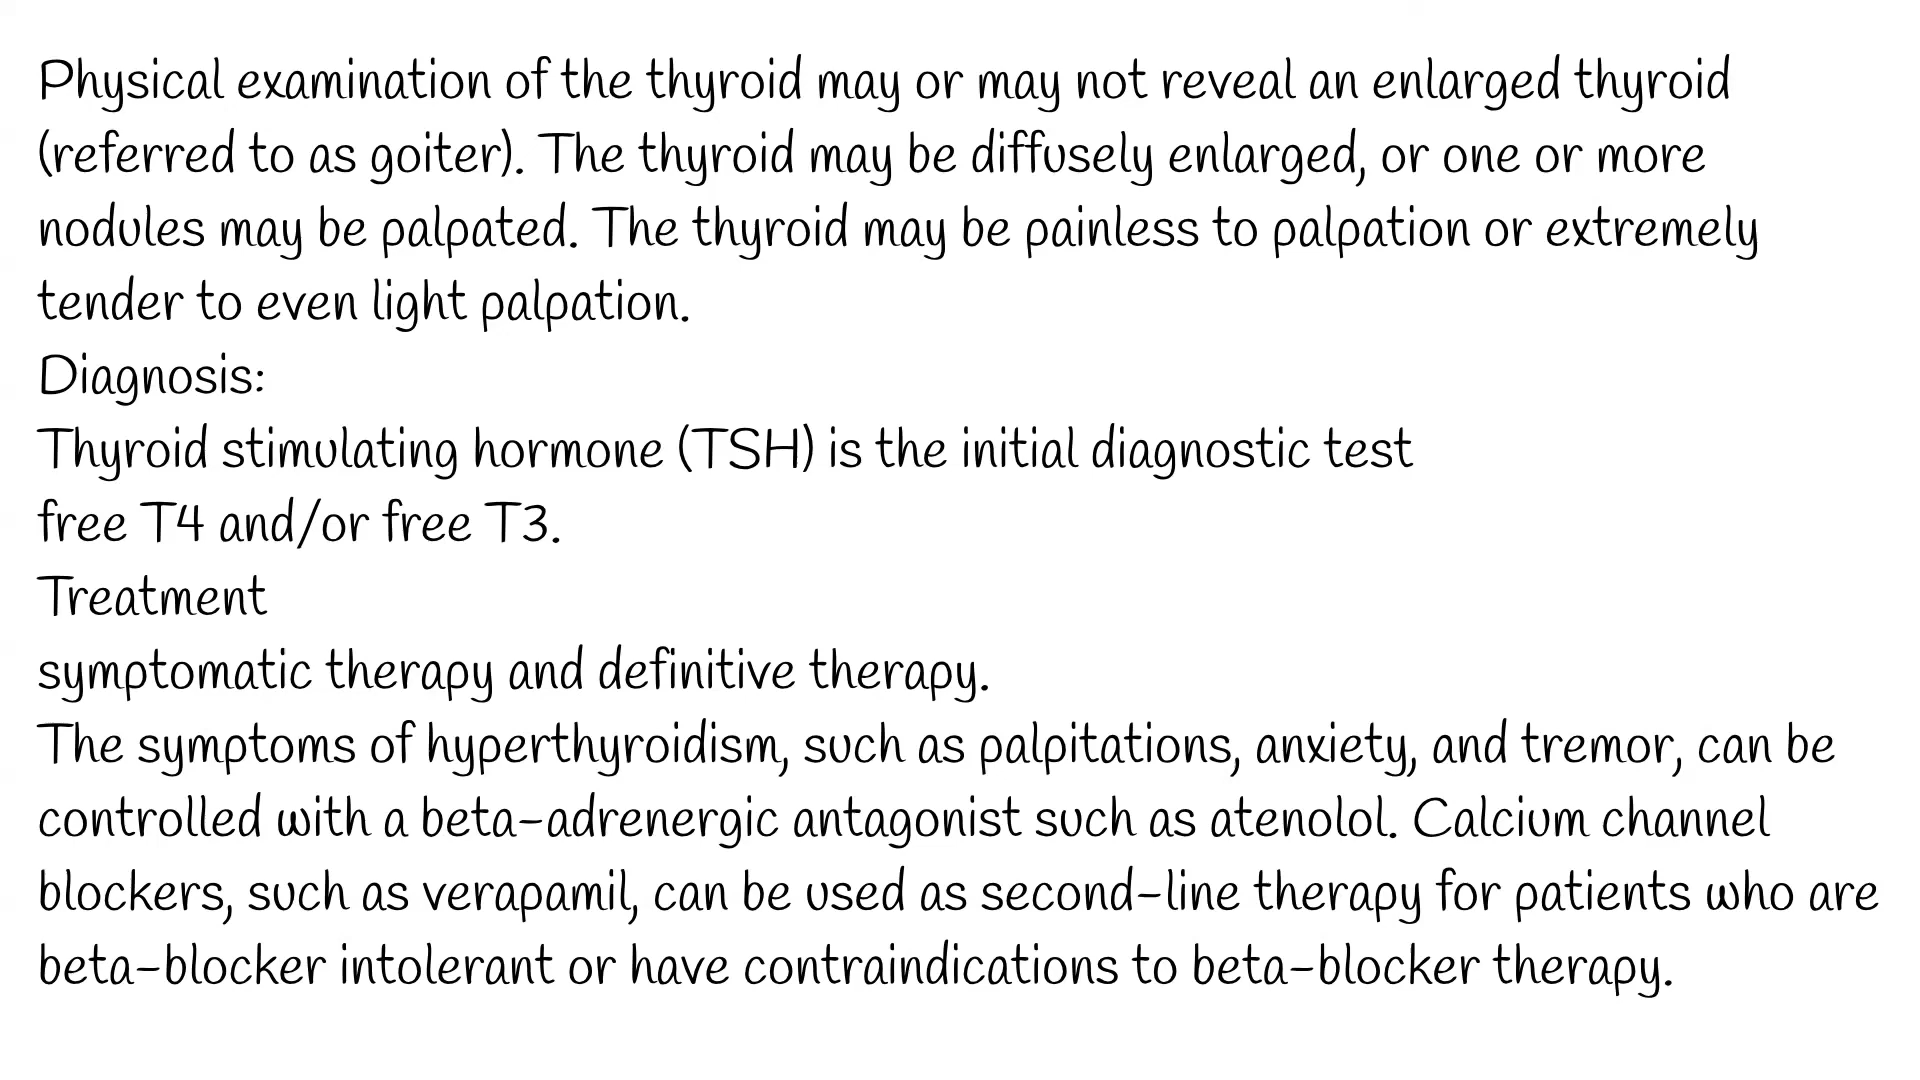 Physical examination of the thyroid may or may not reveal an enlarged thyroid
(referred to as goiter). The thyroid may be diffusely enlarged, or one or more
nodules may be palpated. The thyroid may be painless to palpation or extremely
tender to even light palpation.
Diagnosis:
Thyroid stimulating hormone (TSH) is the initial diagnostic test
free T4 and/or free T3.
Treatment
symptomatic therapy and definitive therapy.
The symptoms of hyperthyroidism, such as palpitations, anxiety, and tremor, can be
controlled with a beta-adrenergic antagonist such as atenolol. Calcium channel
blockers, such as verapamil, can be used as second-line therapy for patients who are
beta-blocker intolerant or have contraindications to beta-blocker therapy.